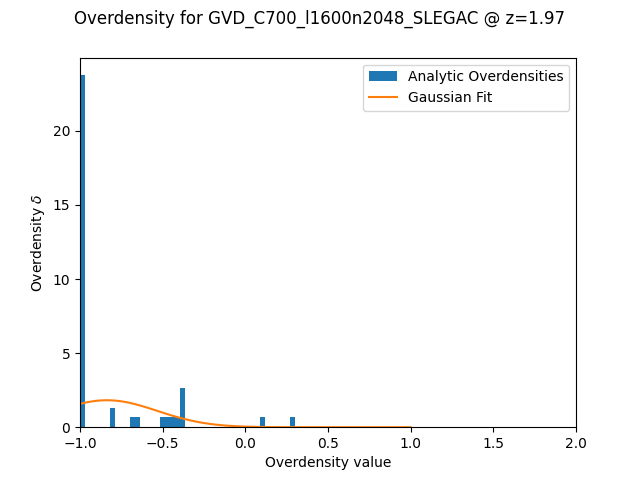 Overdensity for GVD_C700_l1600n2048_SLEGAC @ z=1.97
Analytic Overdensities
Gaussian Fit
Overdensity δ
20
15
10
5
0
−1.0 −0.5 0.0 0.5 1.0 1.5 2.0
Overdensity value